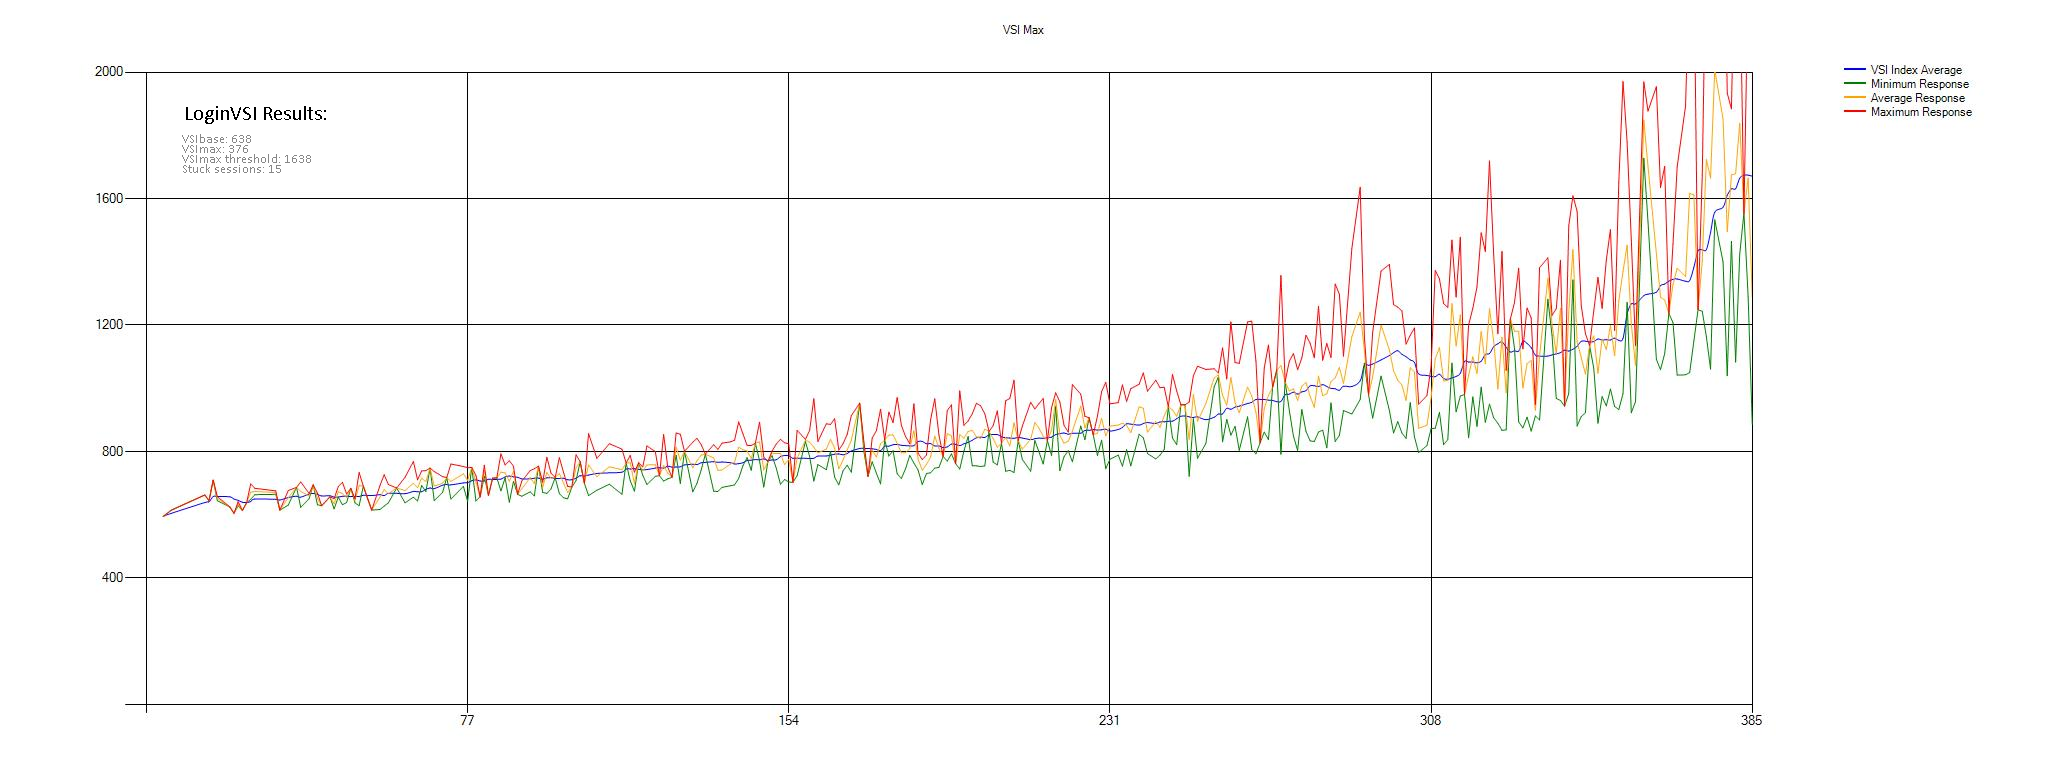 VSI Max
2000
1600
1200
800
400
LoginVSI Results:
VSIbase: 638
VSImax: 376
VSImax threshold: 1638
Stuck sessions: 15
VSI Index Average
Minimum Response
Average Response
Maximum Response
77
154
231
308
385